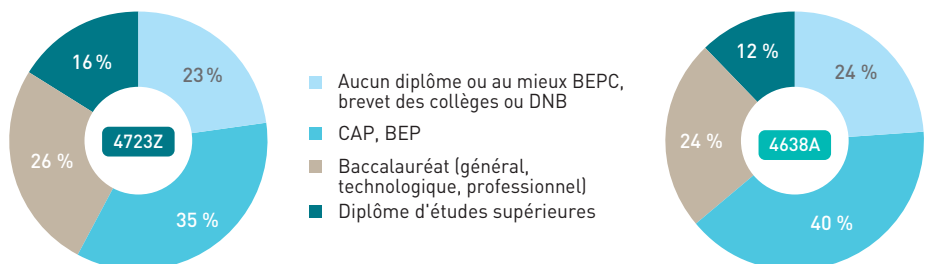 16 %
23 %
26 %
4723Z
35 %
Aucun diplôme ou au mieux BEPC,
brevet des collèges ou DNB
CAP, BEP
Baccalauréat (général,
technologique, professionnel)
Diplôme d'études supérieures
12 %
24 %
24 %
4638A
40 %